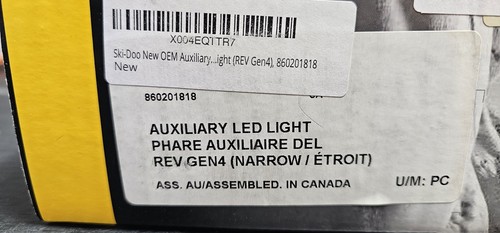 X004EQTTR7
Ski-Doo New OEM Auxiliary...ight (REV Gen4), 860201818
New
860201818
AUXILIARY LED LIGHT
PHARE AUXILIAIRE DEL
REV GEN4 (NARROW / ÉTROIT)
ASS. AU/ASSEMBLED. IN CANADA
U/M: PC